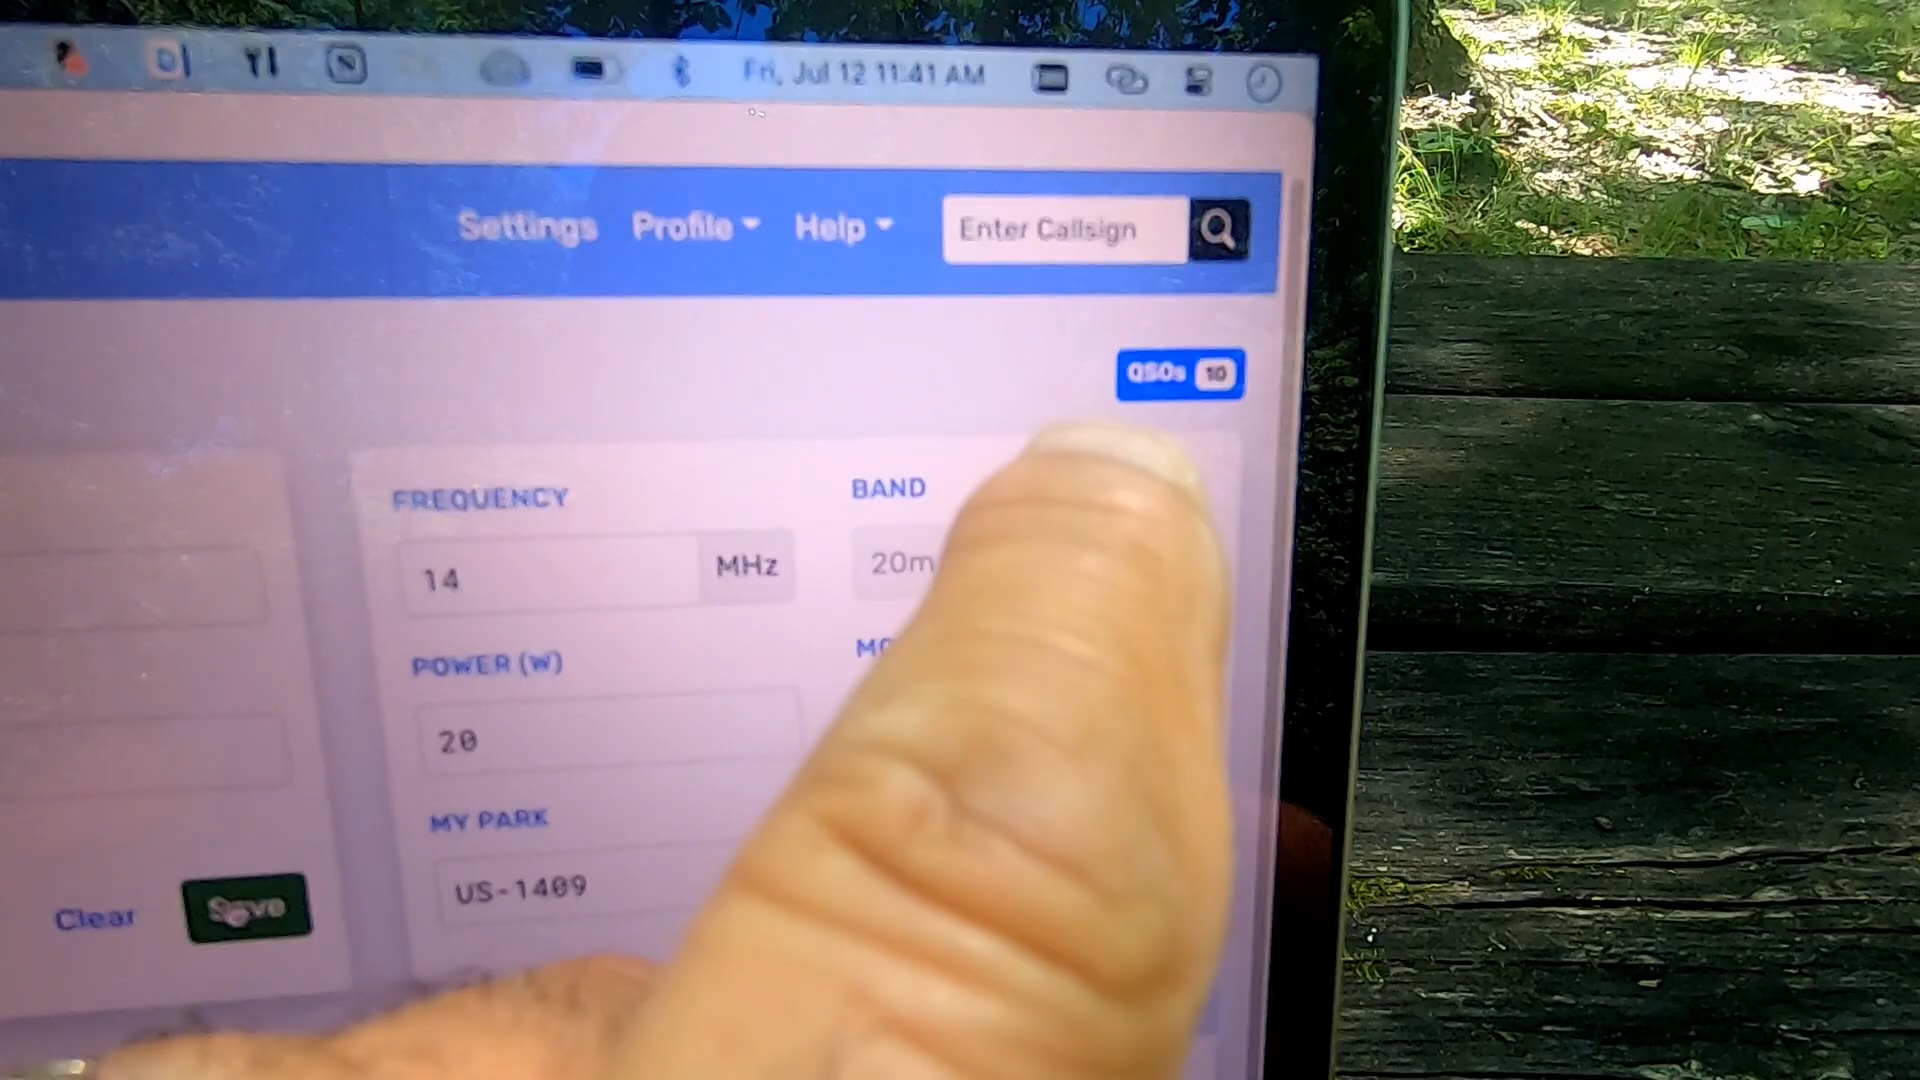 Fri, Jul 12 11:41 AM
Settings Profile Help Enter Callsign
QSOs 10
FREQUENCY BAND
14 MHz 20m
POWER (W)
20
MY PARK
US-1409
Clear Save